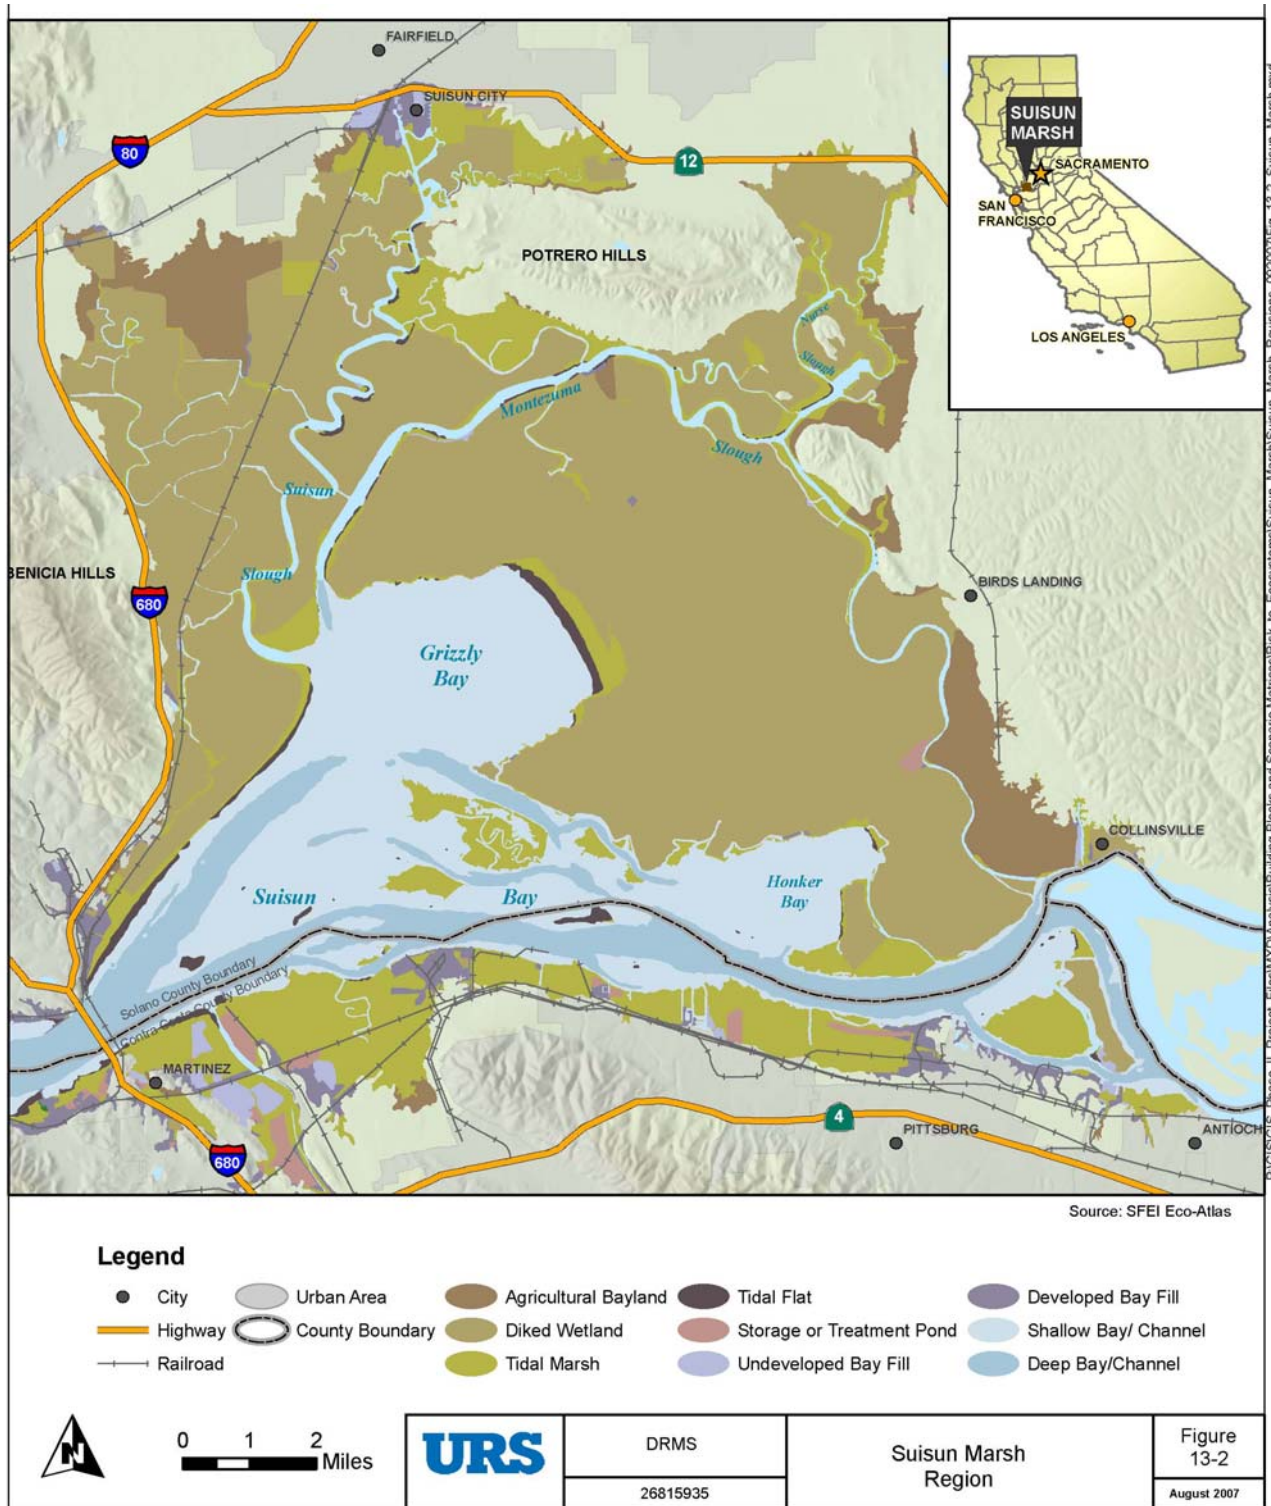 FAIRFIELD
SUISUN CITY
80
12
SUISUN
MARSH
SACRAMENTO
SAN
FRANCISCO
LOS ANGELES
POTRERO HILLS
Nurse
Slough
Montezuma
Slough
Suisun
Slough
BENICIA HILLS
680
BIRDS LANDING
Grizzly
Bay
COLLINSVILLE
Suisun
Bay
Honker
Bay
Solano County Boundary
Contra Costa County Boundary
MARTINEZ
680
4
PITTSBURG
ANTIOCH
Source: SFEI Eco-Atlas
Legend
City
Urban Area
Agricultural Bayland
Tidal Flat
Developed Bay Fill
Highway
County Boundary
Diked Wetland
Storage or Treatment Pond
Shallow Bay/ Channel
Railroad
Tidal Marsh
Undeveloped Bay Fill
Deep Bay/Channel
N
0 1 2
Miles
URS
DRMS
26815935
Suisun Marsh
Region
Figure
13-2
August 2007